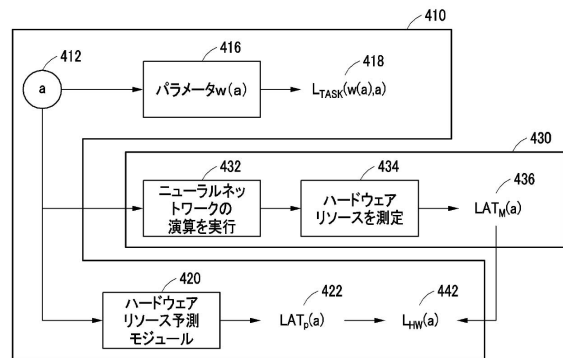 410
412
416
418
a
パラメータw(a)
L_TASK(w(a),a)
430
432
434
436
ニューラルネッ
トワークの
演算を実行
ハードウェア
リソースを測定
LAT_M(a)
420
422
442
ハードウェア
リソース予測
モジュール
LAT_p(a)
L_HW(a)